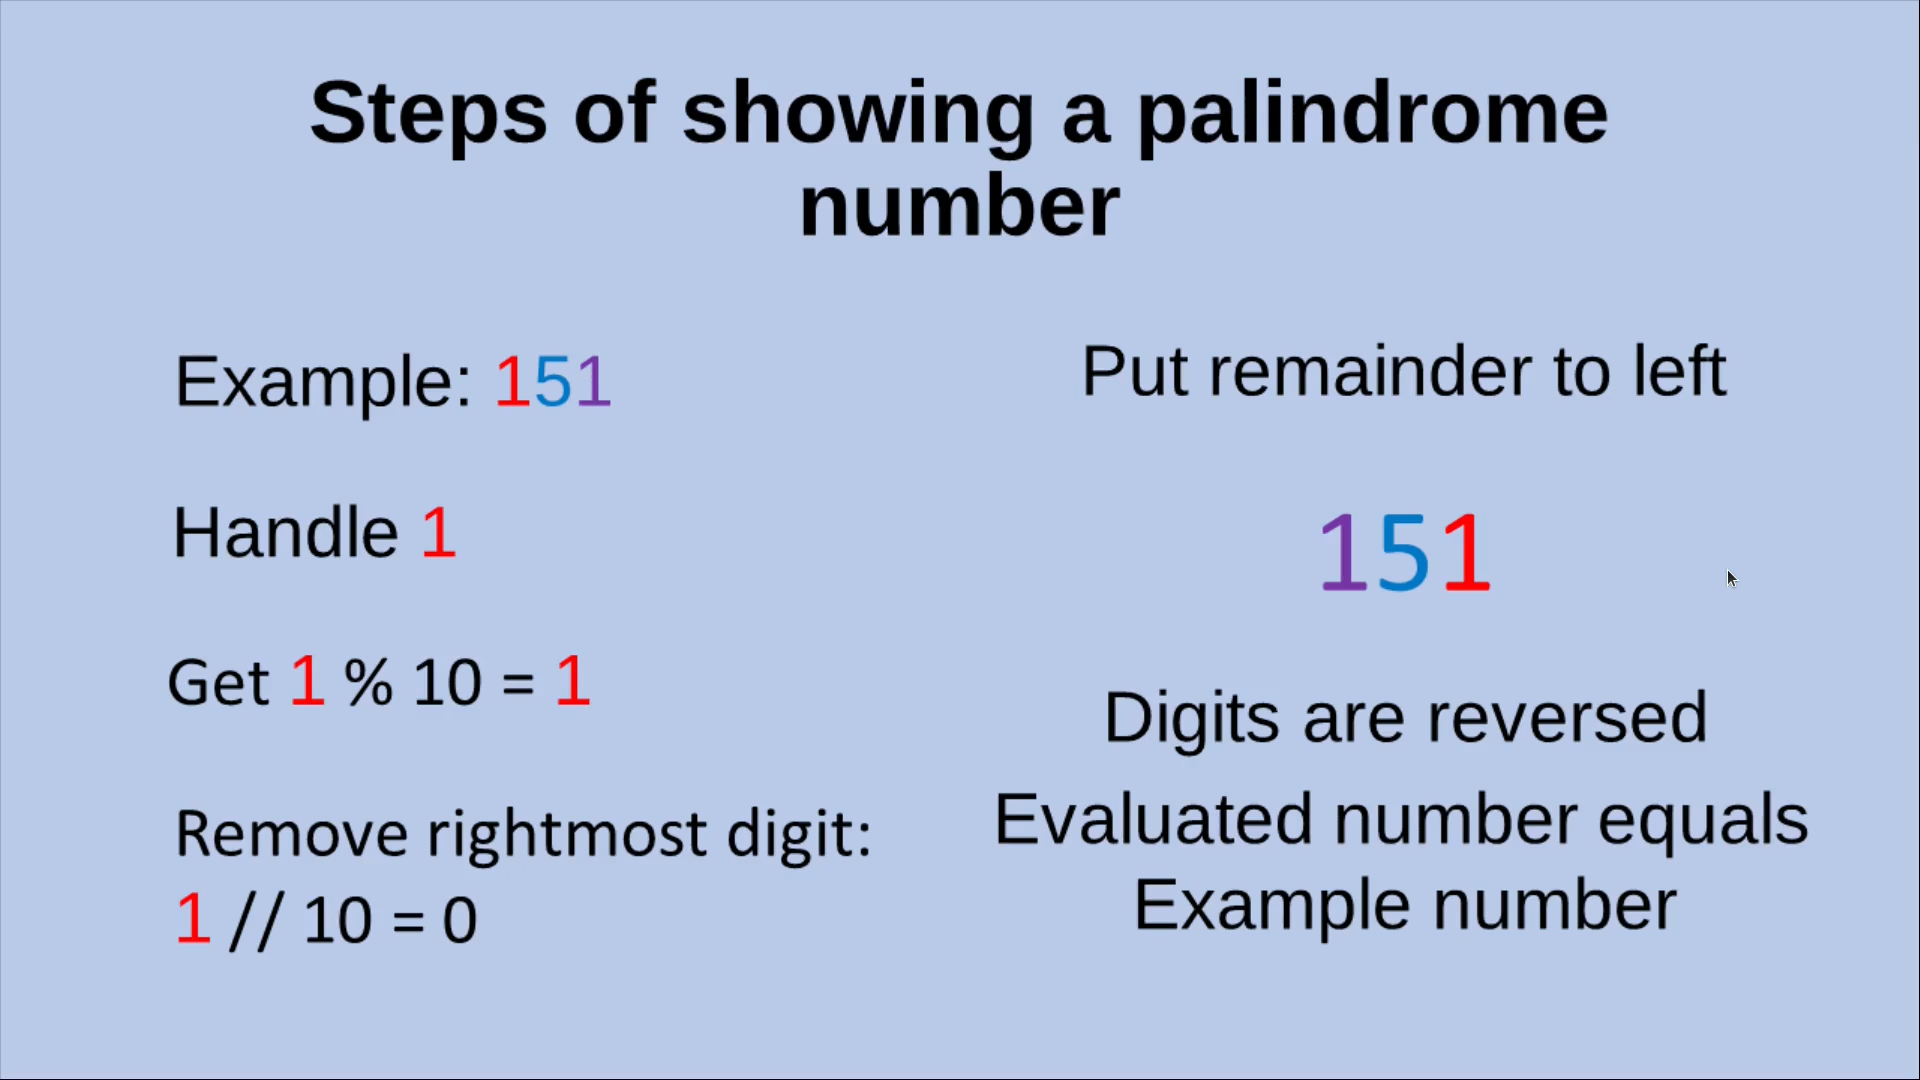 Steps of showing a palindrome
number
Example: 151
Handle 1
Get 1 % 10 = 1
Remove rightmost digit:
1 // 10 = 0
Put remainder to left
151
Digits are reversed
Evaluated number equals
Example number